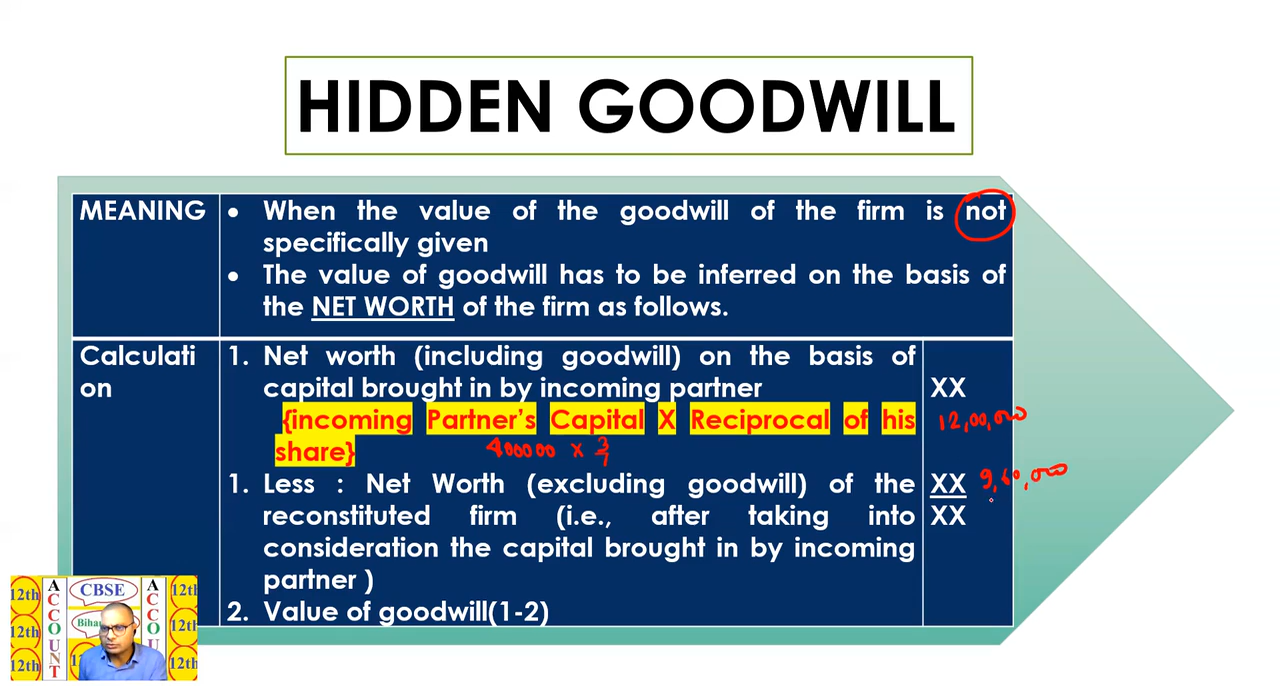 HIDDEN GOODWILL
MEANING
• When the value of the goodwill of the firm is not
specifically given
• The value of goodwill has to be inferred on the basis of
the NET WORTH of the firm as follows.
Calculati
on
1. Net worth (including goodwill) on the basis of
capital brought in by incoming partner
{incoming Partner's Capital X Reciprocal of his
share}
400000 x 3/1
XX
12,00,000
1. Less : Net Worth (excluding goodwill) of the
reconstituted firm (i.e., after taking into
consideration the capital brought in by incoming
partner )
XX 9,60,000
XX
2. Value of goodwill(1-2)
12th
A
C
C
O
U
N
T
CBSE
A
C
C
O
U
12th
12th
12th
12th
12th